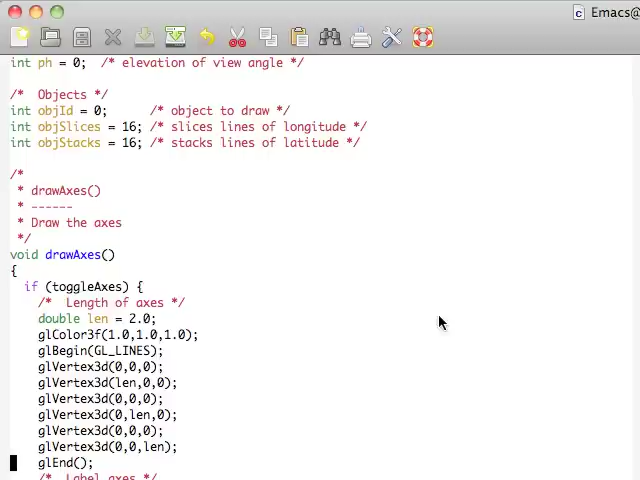 Emacs@
int ph = 0;  /* elevation of view angle */
/*  Objects */
int objId = 0;      /* object to draw */
int objSlices = 16; /* slices lines of longitude */
int objStacks = 16; /* stacks lines of latitude */
/*
 * drawAxes()
 * ------
 * Draw the axes
 */
void drawAxes()
{
  if (toggleAxes) {
    /*  Length of axes */
    double len = 2.0;
    glColor3f(1.0,1.0,1.0);
    glBegin(GL_LINES);
    glVertex3d(0,0,0);
    glVertex3d(len,0,0);
    glVertex3d(0,0,0);
    glVertex3d(0,len,0);
    glVertex3d(0,0,0);
    glVertex3d(0,0,len);
    glEnd();
    /* Label axes */